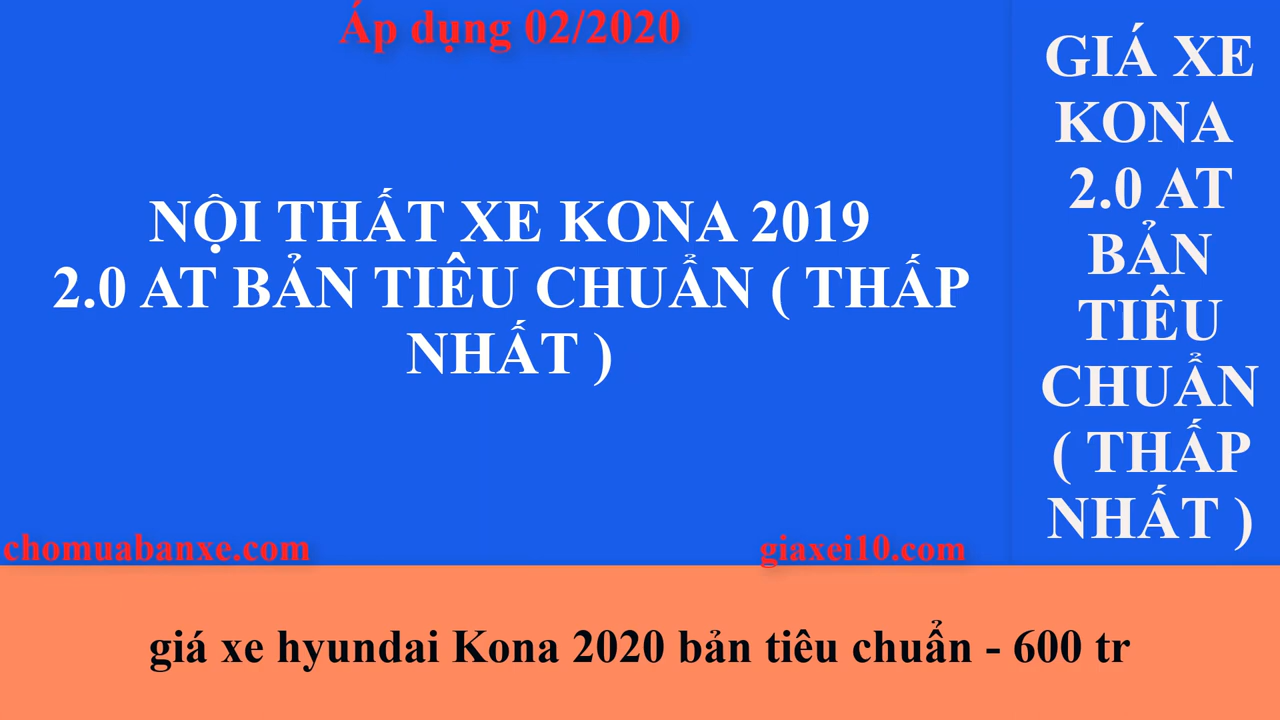 Áp dụng 02/2020
NỘI THẤT XE KONA 2019
2.0 AT BẢN TIÊU CHUẨN ( THẤP
NHẤT )
chomuabanxe.com
giaxei10.com
GIÁ XE
KONA
2.0 AT
BẢN
TIÊU
CHUẨN
( THẤP
NHẤT )
giá xe hyundai Kona 2020 bản tiêu chuẩn - 600 tr